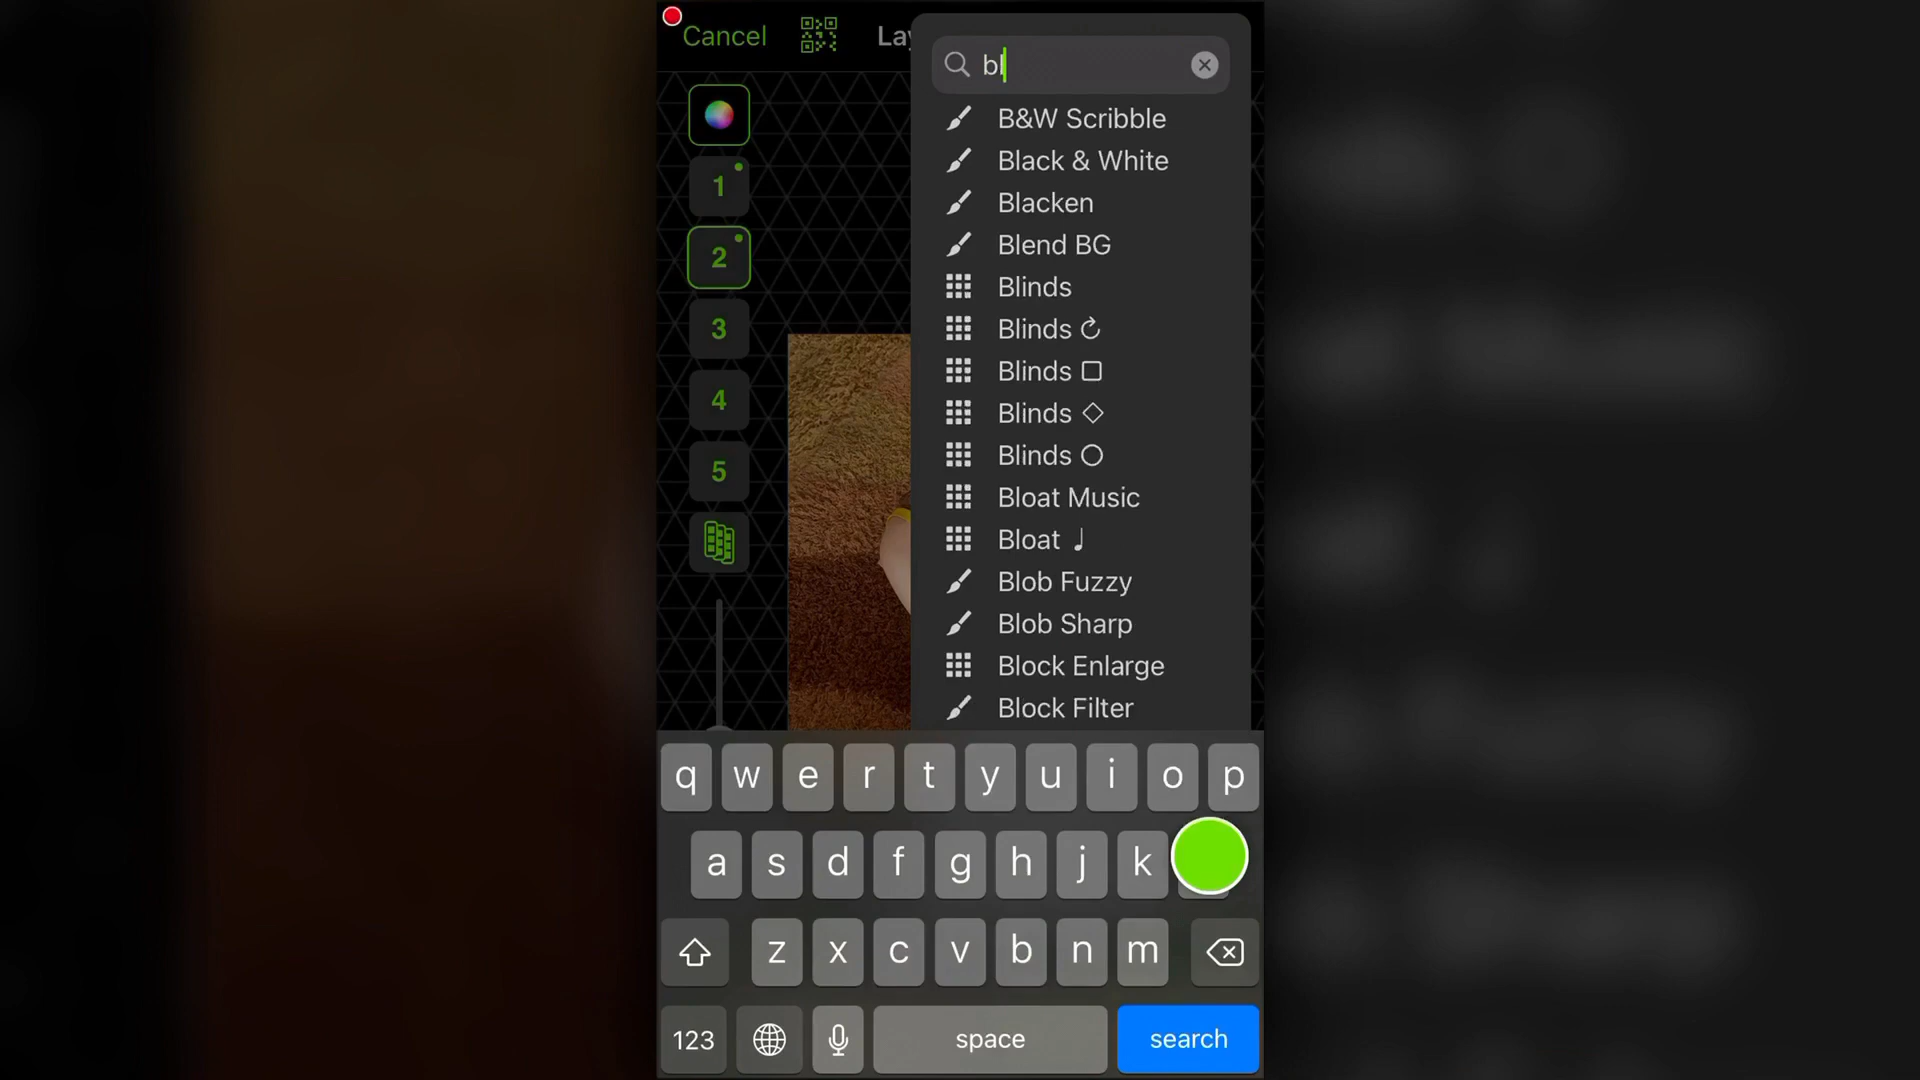 Cancel
Lay
bl
B&W Scribble
Black & White
Blacken
Blend BG
Blinds
Blinds
Blinds
Blinds
Blinds
Bloat Music
Bloat ♩
Blob Fuzzy
Blob Sharp
Block Enlarge
Block Filter
1
2
3
4
5
q w e r t y u i o p
a s d f g h j k
z x c v b n m
123 space search